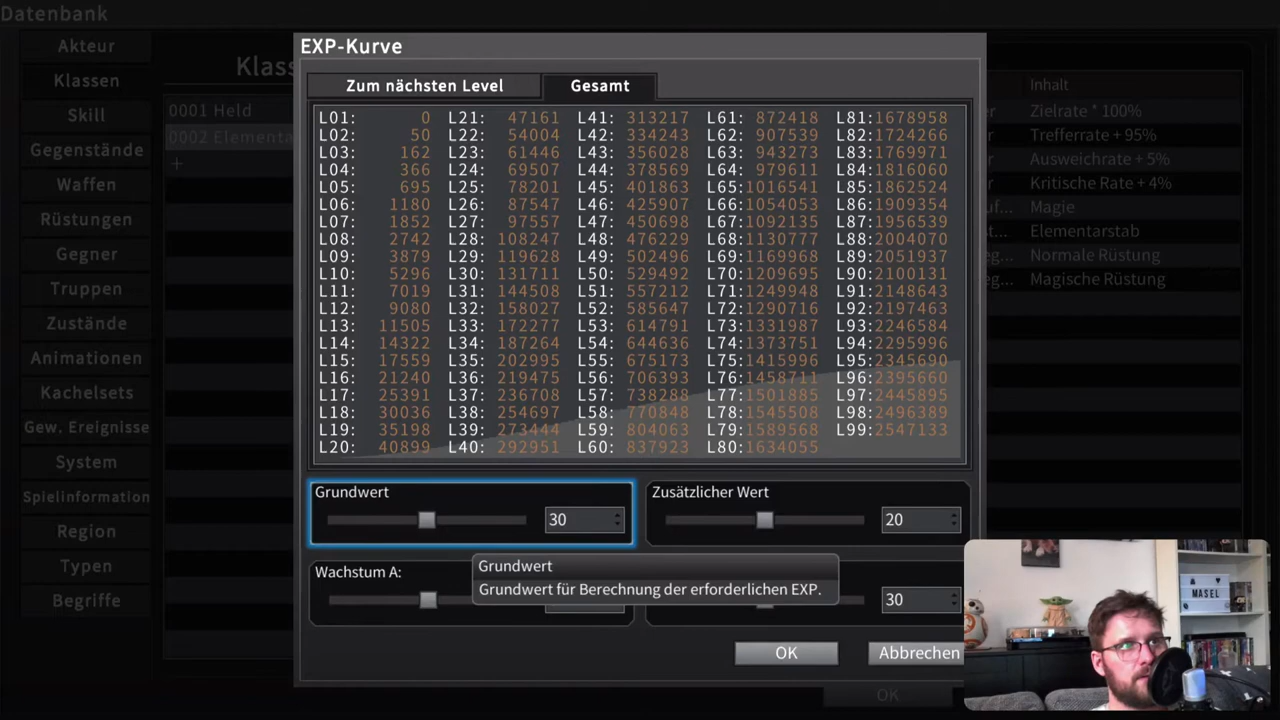 Datenbank
Akteur
Klassen
Skill
Gegenstände
Waffen
Rüstungen
Gegner
Truppen
Zustände
Animationen
Kachelsets
Gew. Ereignisse
System
Spielinformation
Region
Typen
Begriffe
Klass
0001 Held
0002 Elementa
+
EXP-Kurve
Zum nächsten Level Gesamt
L01: 0 L21: 47161 L41: 313217 L61: 872418 L81: 1678958
L02: 50 L22: 54004 L42: 334243 L62: 907539 L82: 1724266
L03: 162 L23: 61446 L43: 356028 L63: 943273 L83: 1769971
L04: 366 L24: 69507 L44: 378569 L64: 979611 L84: 1816060
L05: 695 L25: 78201 L45: 401863 L65: 1016541 L85: 1862524
L06: 1180 L26: 87547 L46: 425907 L66: 1054053 L86: 1909354
L07: 1852 L27: 97557 L47: 450698 L67: 1092135 L87: 1956539
L08: 2742 L28: 108247 L48: 476229 L68: 1130777 L88: 2004070
L09: 3879 L29: 119628 L49: 502496 L69: 1169968 L89: 2051937
L10: 5296 L30: 131711 L50: 529492 L70: 1209695 L90: 2100131
L11: 7019 L31: 144508 L51: 557212 L71: 1249948 L91: 2148643
L12: 9080 L32: 158027 L52: 585647 L72: 1290716 L92: 2197463
L13: 11505 L33: 172277 L53: 614791 L73: 1331987 L93: 2246584
L14: 14322 L34: 187264 L54: 644636 L74: 1373751 L94: 2295996
L15: 17559 L35: 202995 L55: 675173 L75: 1415996 L95: 2345690
L16: 21240 L36: 219475 L56: 706393 L76: 1458711 L96: 2395660
L17: 25391 L37: 236708 L57: 738288 L77: 1501885 L97: 2445895
L18: 30036 L38: 254697 L58: 770848 L78: 1545508 L98: 2496389
L19: 35198 L39: 273444 L59: 804063 L79: 1589568 L99: 2547133
L20: 40899 L40: 292951 L60: 837923 L80: 1634055
Grundwert
30
Zusätzlicher Wert
20
Wachstum A:
30
Grundwert
Grundwert für Berechnung der erforderlichen EXP.
OK Abbrechen
OK
Inhalt
Zielrate * 100%
Trefferrate + 95%
Ausweichrate + 5%
Kritische Rate + 4%
Magie
Elementarstab
Normale Rüstung
Magische Rüstung
MASEL